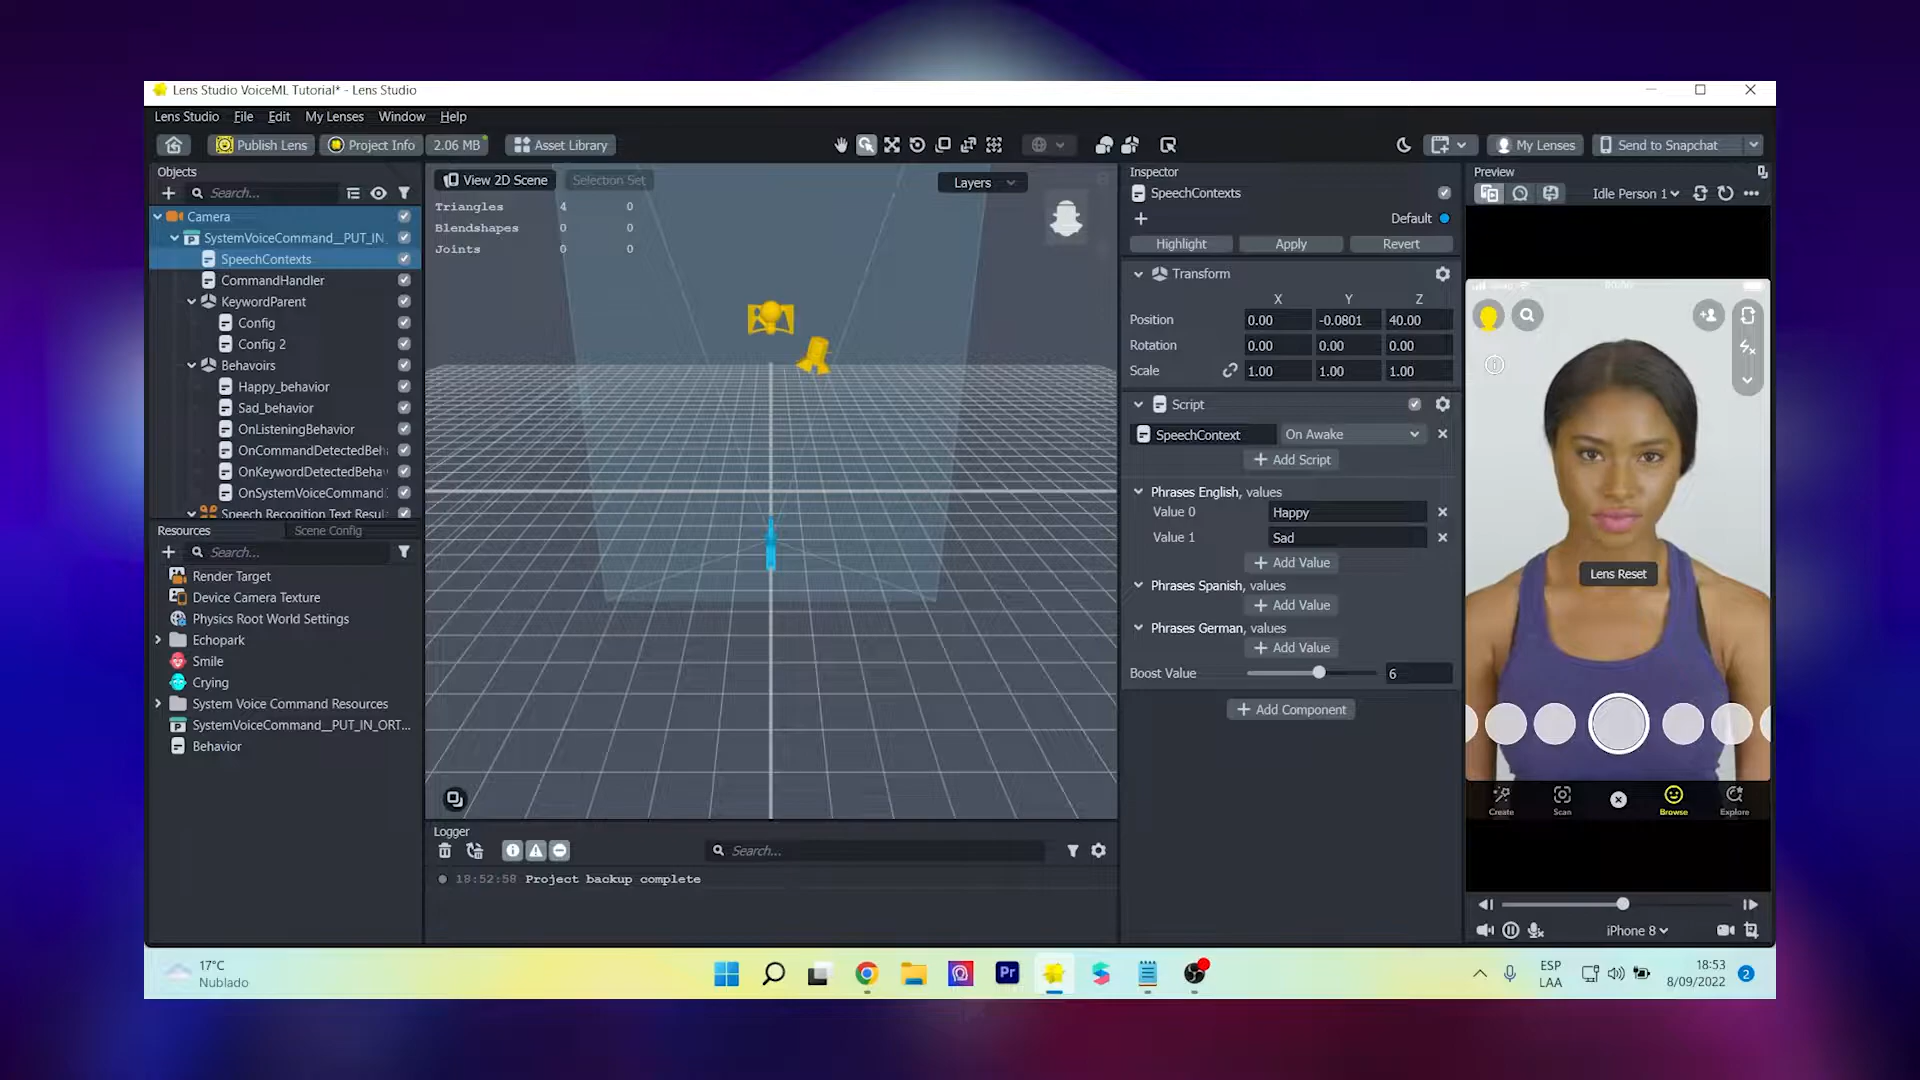 Lens Studio VoiceML Tutorial* - Lens Studio
Lens Studio File Edit My Lenses Window Help
Publish Lens Project Info 2.06 MB Asset Library My Lenses Send to Snapchat
Objects
Search...
Camera
SystemVoiceCommand__PUT_IN_
SpeechContexts
CommandHandler
KeywordParent
Config
Config 2
Behavoirs
Happy_behavior
Sad_behavior
OnListeningBehavior
OnCommandDetectedBeh
OnKeywordDetectedBeha
OnSystemVoiceCommand
Speech Recogition Text Resul
Resources Scene Config
Search...
Render Target
Device Camera Texture
Physics Root World Settings
Echopark
Smile
Crying
System Voice Command Resources
SystemVoiceCommand__PUT_IN_ORT...
Behavior
View 2D Scene Selection Set Layers
Triangles 4 0
Blendshapes 0 0
Joints 0 0
Logger
Search...
18:52:58 Project backup complete
Inspector
SpeechContexts
Default
Highlight Apply Revert
Transform
X Y Z
Position 0.00 -0.0801 40.00
Rotation 0.00 0.00 0.00
Scale 1.00 1.00 1.00
Script
SpeechContext On Awake
+ Add Script
Phrases English, values
Value 0 Happy
Value 1 Sad
+ Add Value
Phrases Spanish, values
+ Add Value
Phrases German, values
+ Add Value
Boost Value 6
+ Add Component
Preview
Idle Person 1
Lens Reset
Create Scan Browse Explore
iPhone 8
17°C
Nublado
Pr
ESP
LAA
18:53
8/09/2022
2